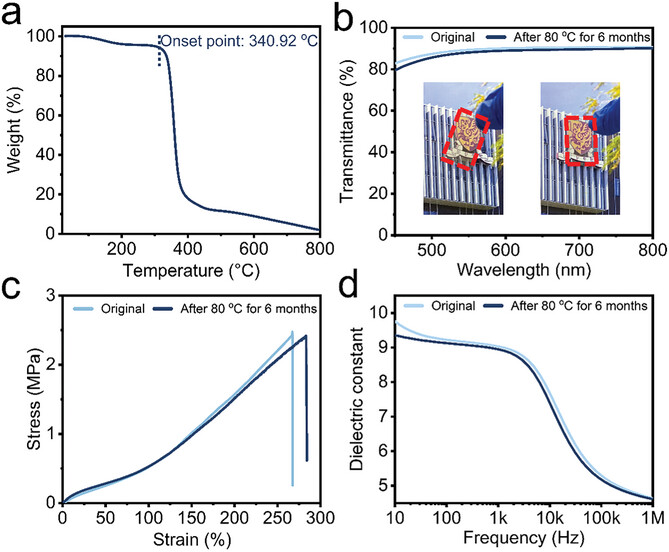 a
Onset point: 340.92 ºC
100
80
60
40
20
0
Weight (%)
200
400
600
800
Temperature (°C)
b
Original
After 80 ºC for 6 months
100
80
60
40
20
0
Transmittance (%)
500
600
700
800
Wavelength (nm)
c
Original
After 80 ºC for 6 months
3
2
1
0
Stress (MPa)
0
50
100
150
200
250
300
Strain (%)
d
Original
After 80 ºC for 6 months
10
9
8
7
6
5
Dielectric constant
10
100
1k
10k
100k
1M
Frequency (Hz)